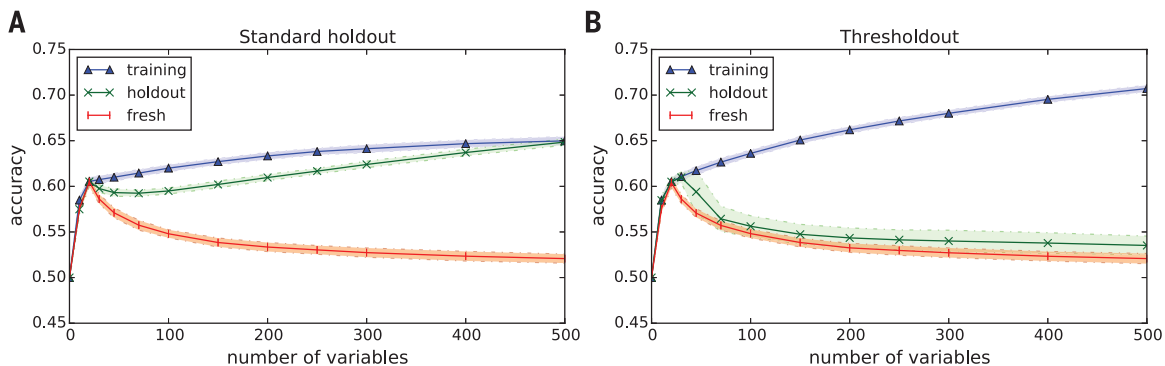 A
Standard holdout
0.75
0.70
0.65
0.60
0.55
0.50
0.45
accuracy
training
holdout
fresh
0 100 200 300 400 500
number of variables
B
Thresholdout
0.75
0.70
0.65
0.60
0.55
0.50
0.45
accuracy
training
holdout
fresh
0 100 200 300 400 500
number of variables